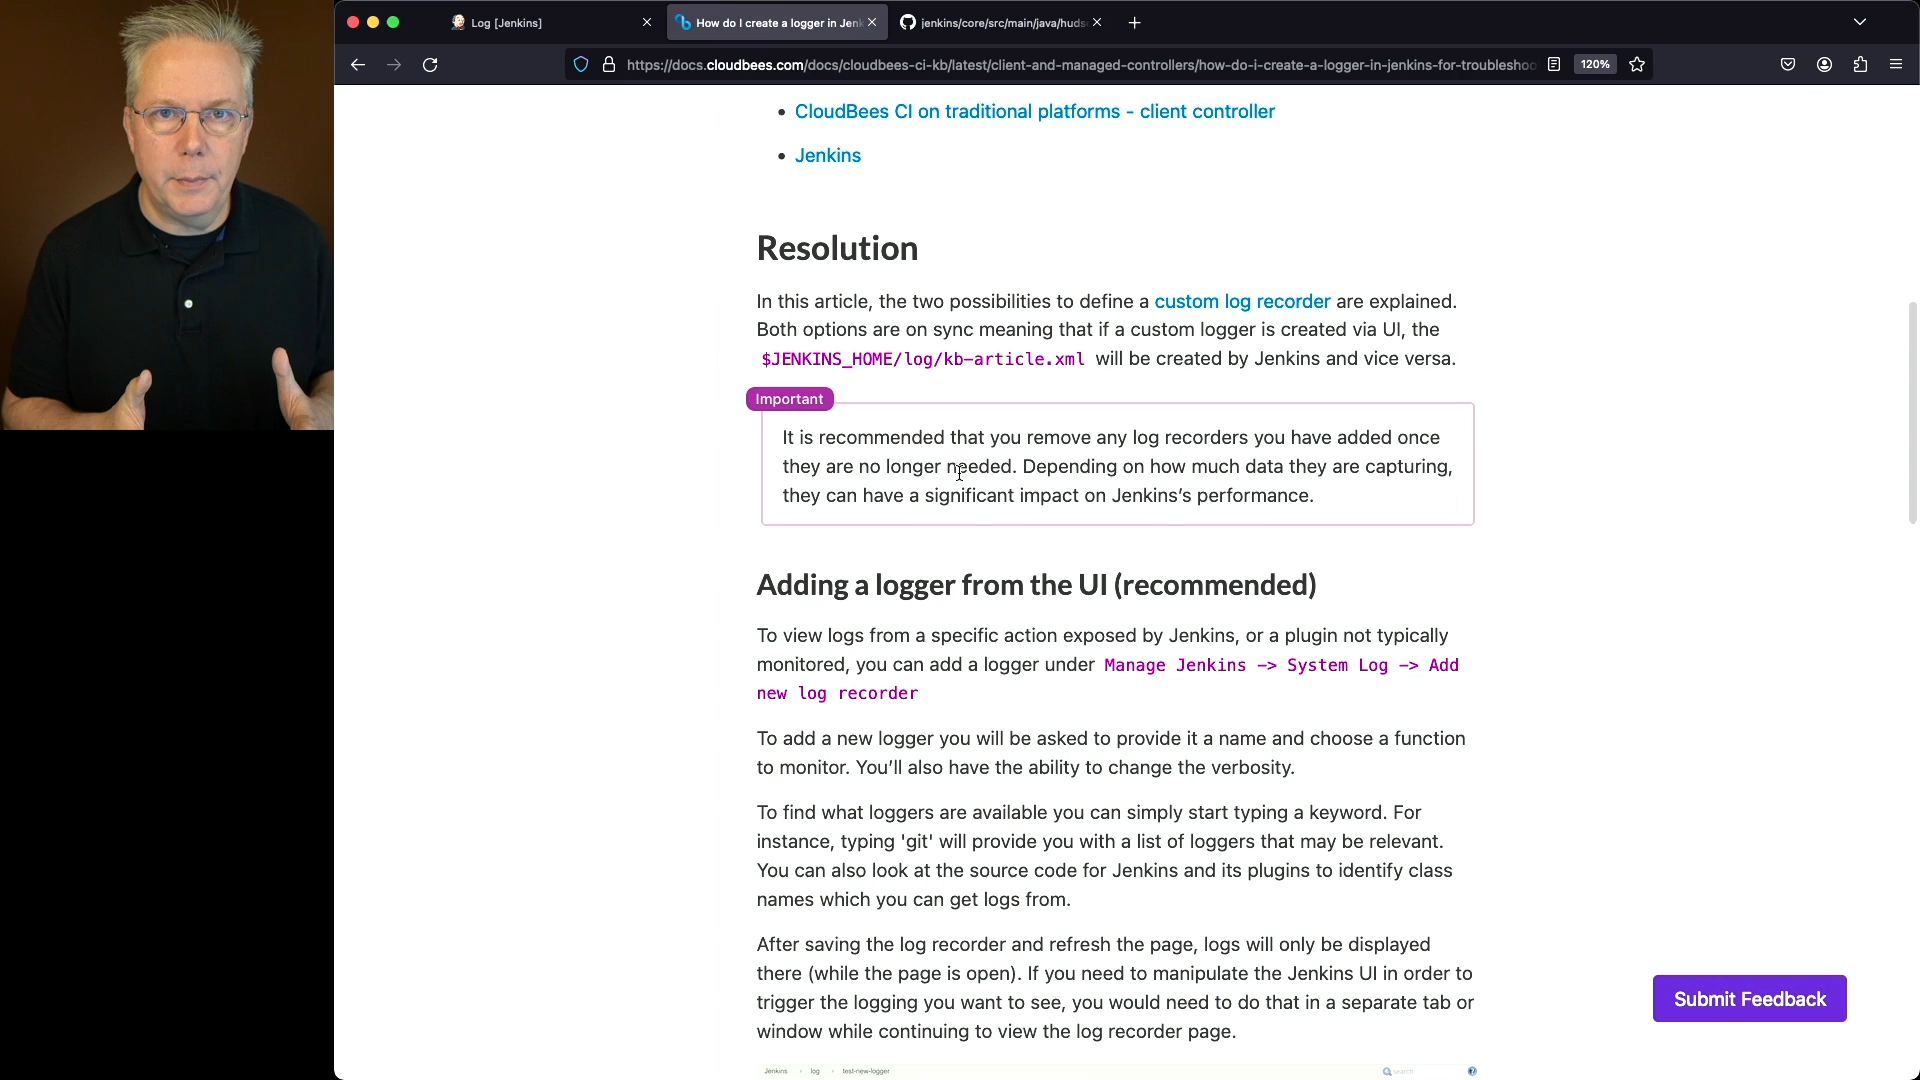 Log [Jenkins]
How do I create a logger in Jenk
jenkins/core/src/main/java/huds
https://docs.cloudbees.com/docs/cloudbees-ci-kb/latest/client-and-managed-controllers/how-do-i-create-a-logger-in-jenkins-for-troubleshoo
120%
CloudBees CI on traditional platforms - client controller
Jenkins
Resolution
In this article, the two possibilities to define a custom log recorder are explained.
Both options are on sync meaning that if a custom logger is created via UI, the
$JENKINS_HOME/log/kb-article.xml will be created by Jenkins and vice versa.
Important
It is recommended that you remove any log recorders you have added once
they are no longer needed. Depending on how much data they are capturing,
they can have a significant impact on Jenkins's performance.
Adding a logger from the UI (recommended)
To view logs from a specific action exposed by Jenkins, or a plugin not typically
monitored, you can add a logger under Manage Jenkins -> System Log -> Add
new log recorder
To add a new logger you will be asked to provide it a name and choose a function
to monitor. You'll also have the ability to change the verbosity.
To find what loggers are available you can simply start typing a keyword. For
instance, typing 'git' will provide you with a list of loggers that may be relevant.
You can also look at the source code for Jenkins and its plugins to identify class
names which you can get logs from.
After saving the log recorder and refresh the page, logs will only be displayed
there (while the page is open). If you need to manipulate the Jenkins UI in order to
trigger the logging you want to see, you would need to do that in a separate tab or
window while continuing to view the log recorder page.
Submit Feedback
Jenkins log test-new-logger search